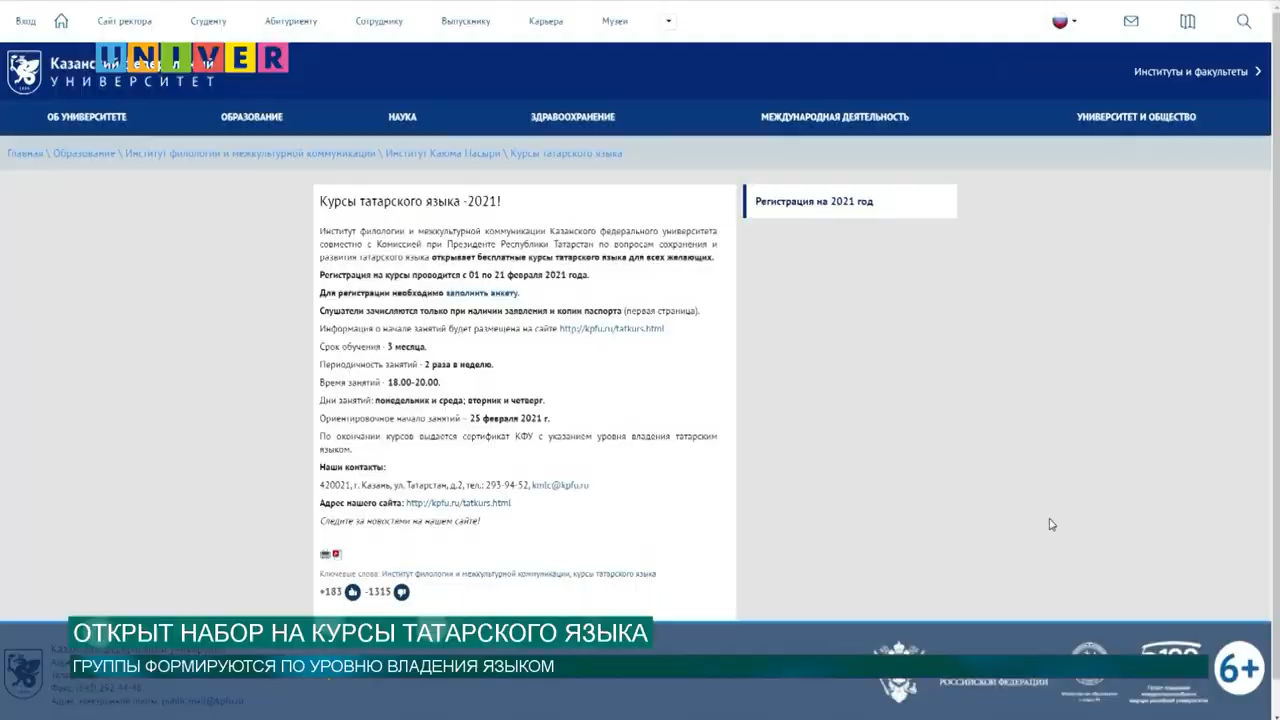 Вход
Сайт ректора
Студенту
Абитуриенту
Сотруднику
Выпускнику
Карьера
Музеи
UNIVER
Казанский федеральный
УНИВЕРСИТЕТ
Институты и факультеты
ОБ УНИВЕРСИТЕТЕ
ОБРАЗОВАНИЕ
НАУКА
ЗДРАВООХРАНЕНИЕ
МЕЖДУНАРОДНАЯ ДЕЯТЕЛЬНОСТЬ
УНИВЕРСИТЕТ И ОБЩЕСТВО
Главная \ Образование \ Институт филологии и межкультурной коммуникации \ Институт Каюма Насыри \ Курсы татарского языка
Курсы татарского языка -2021!
Регистрация на 2021 год
Институт филологии и межкультурной коммуникации Казанского федерального университета
совместно с Комиссией при Президенте Республики Татарстан по вопросам сохранения и
развития татарского языка открывает бесплатные курсы татарского языка для всех желающих.
Регистрация на курсы проводится с 01 по 21 февраля 2021 года.
Для регистрации необходимо заполнить анкету.
Слушатели зачисляются только при наличии заявления и копии паспорта (первая страница).
Информация о начале занятий будет размещена на сайте http://kpfu.ru/tatkurs.html
Срок обучения - 3 месяца.
Периодичность занятий - 2 раза в неделю.
Время занятий - 18.00-20.00.
Дни занятий: понедельник и среда; вторник и четверг.
Ориентировочное начало занятий – 25 февраля 2021 г.
По окончании курсов выдается сертификат КФУ с указанием уровня владения татарским
языком.
Наши контакты:
420021, г. Казань, ул. Татарстан, д.2, тел.: 293-94-52, kmlc@kpfu.ru
Адрес нашего сайта: http://kpfu.ru/tatkurs.html
Следите за новостями на нашем сайте!
Ключевые слова: Институт филологии и межкультурной коммуникации, курсы татарского языка
+183 -1315
ОТКРЫТ НАБОР НА КУРСЫ ТАТАРСКОГО ЯЗЫКА
ГРУППЫ ФОРМИРУЮТСЯ ПО УРОВНЮ ВЛАДЕНИЯ ЯЗЫКОМ
6+
РОССИЙСКОЙ ФЕДЕРАЦИИ